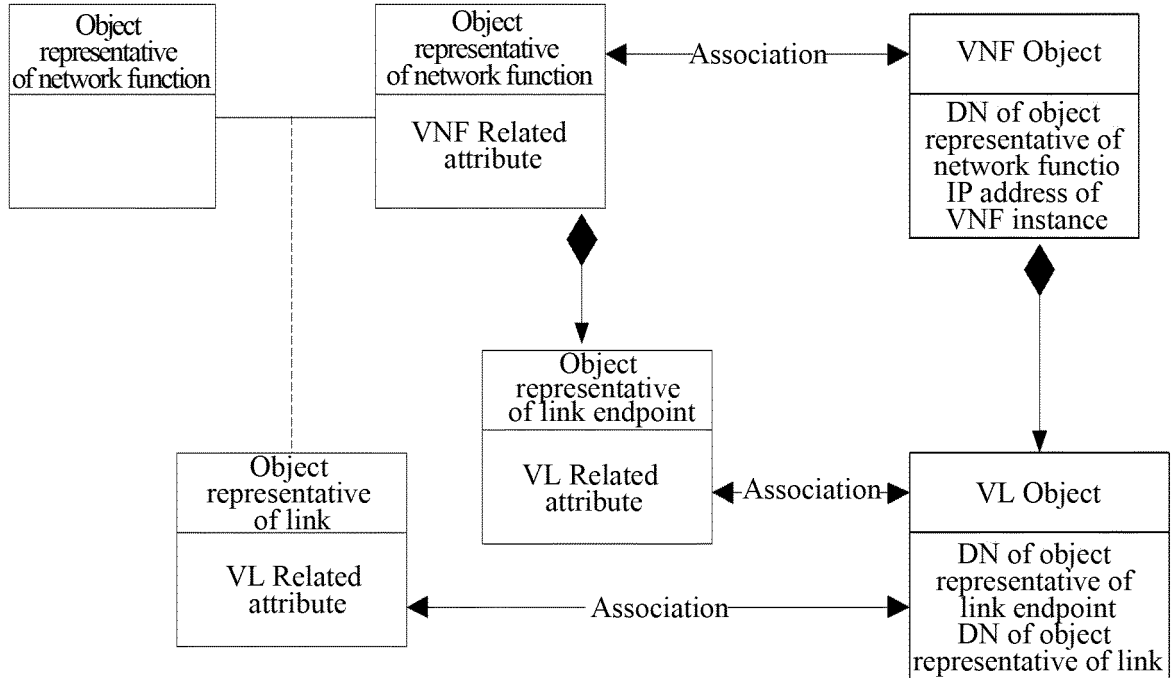 Object
representative
of network function
Object
representative
of network function
VNF Related
attribute
Association
VNF Object
DN of object
representative of
network functio
IP address of
VNF instance
Object
representative
of link endpoint
VL Related
attribute
Association
VL Object
DN of object
representative of
link endpoint
DN of object
representative of link
Object
representative
of link
VL Related
attribute
Association